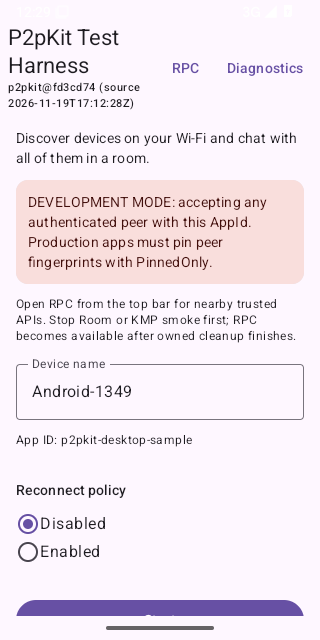 P2pKit Test
Harness
RPC
Diagnostics
p2pkit@fd3cd74 (source
2026-11-19T17:12:28Z)
Discover devices on your Wi-Fi and chat with
all of them in a room.
DEVELOPMENT MODE: accepting any
authenticated peer with this AppId.
Production apps must pin peer
fingerprints with PinnedOnly.
Open RPC from the top bar for nearby trusted
APIs. Stop Room or KMP smoke first; RPC
becomes available after owned cleanup finishes.
Device name
Android-1349
App ID: p2pkit-desktop-sample
Reconnect policy
Disabled
Enabled